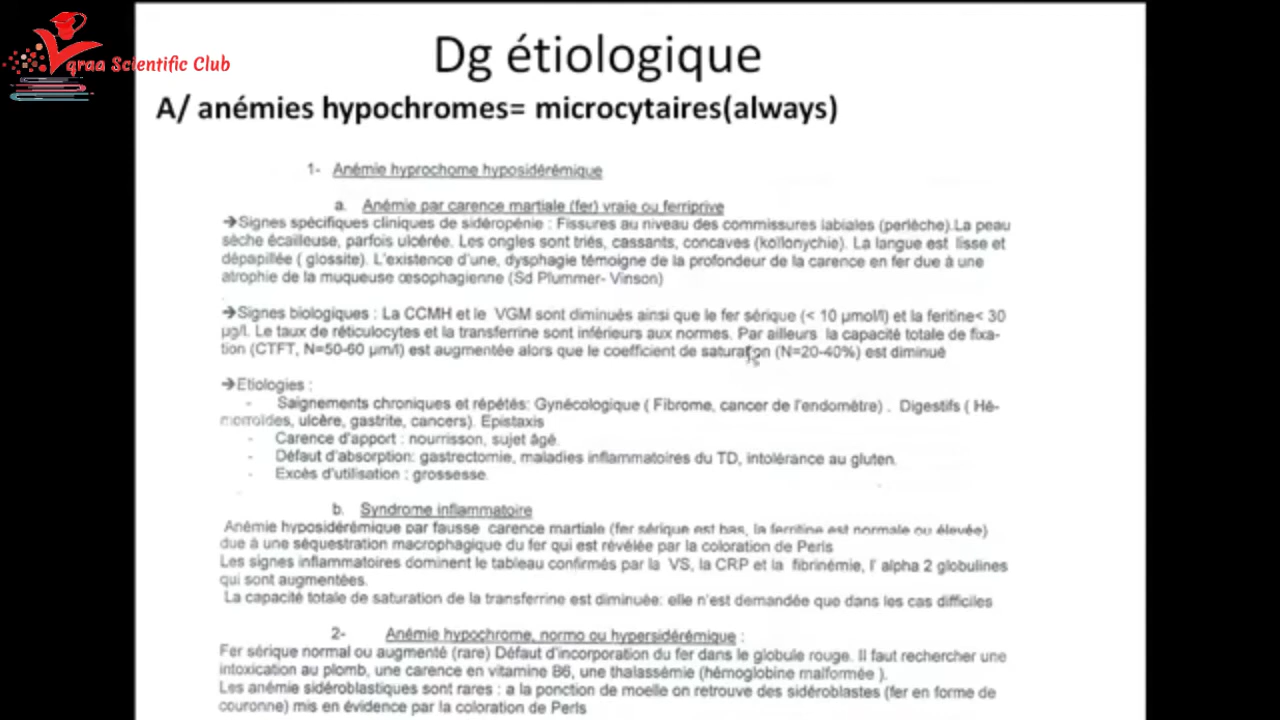 qraa Scientific Club
Dg étiologique
A/ anémies hypochromes= microcytaires(always)
1- Anémie hyprochome hyposidérémique
a. Anémie par carence martiale (fer) vraie ou ferriprive
➔Signes spécifiques cliniques de sidéropénie : Fissures au niveau des commissures labiales (perlèche).La peau
sèche écailleuse, parfois ulcérée. Les ongles sont triés, cassants, concaves (koïlonychie). La langue est lisse et
dépapillée ( glossite). L'existence d'une, dysphagie témoigne de la profondeur de la carence en fer due à une
atrophie de la muqueuse œsophagienne (Sd Plummer- Vinson)
➔Signes biologiques : La CCMH et le VGM sont diminués ainsi que le fer sérique (< 10 µmol/l) et la feritine< 30
µg/l. Le taux de réticulocytes et la transferrine sont inférieurs aux normes. Par ailleurs la capacité totale de fixa-
tion (CTFT, N=50-60 µm/l) est augmentée alors que le coefficient de saturation (N=20-40%) est diminué
➔Etiologies :
- Saignements chroniques et répétés: Gynécologique ( Fibrome, cancer de l'endomètre) . Digestifs ( Hé-
morroïdes, ulcère, gastrite, cancers). Epistaxis
- Carence d'apport : nourrisson, sujet âgé.
- Défaut d'absorption: gastrectomie, maladies inflammatoires du TD, intolérance au gluten.
- Excès d'utilisation : grossesse.
b. Syndrome inflammatoire
Anémie hyposidérémique par fausse carence martiale (fer sérique est bas, la ferritine est normale ou élevée)
due à une séquestration macrophagique du fer qui est révélée par la coloration de Perls
Les signes inflammatoires dominent le tableau confirmés par la VS, la CRP et la fibrinémie, l' alpha 2 globulines
qui sont augmentées.
La capacité totale de saturation de la transferrine est diminuée: elle n'est demandée que dans les cas difficiles
2- Anémie hypochrome, normo ou hypersidérémique :
Fer sérique normal ou augmenté (rare) Défaut d'incorporation du fer dans le globule rouge. Il faut rechercher une
intoxication au plomb, une carence en vitamine B6, une thalassémie (hémoglobine malformée ).
Les anémie sidéroblastiques sont rares : a la ponction de moelle on retrouve des sidéroblastes (fer en forme de
couronne) mis en évidence par la coloration de Perls